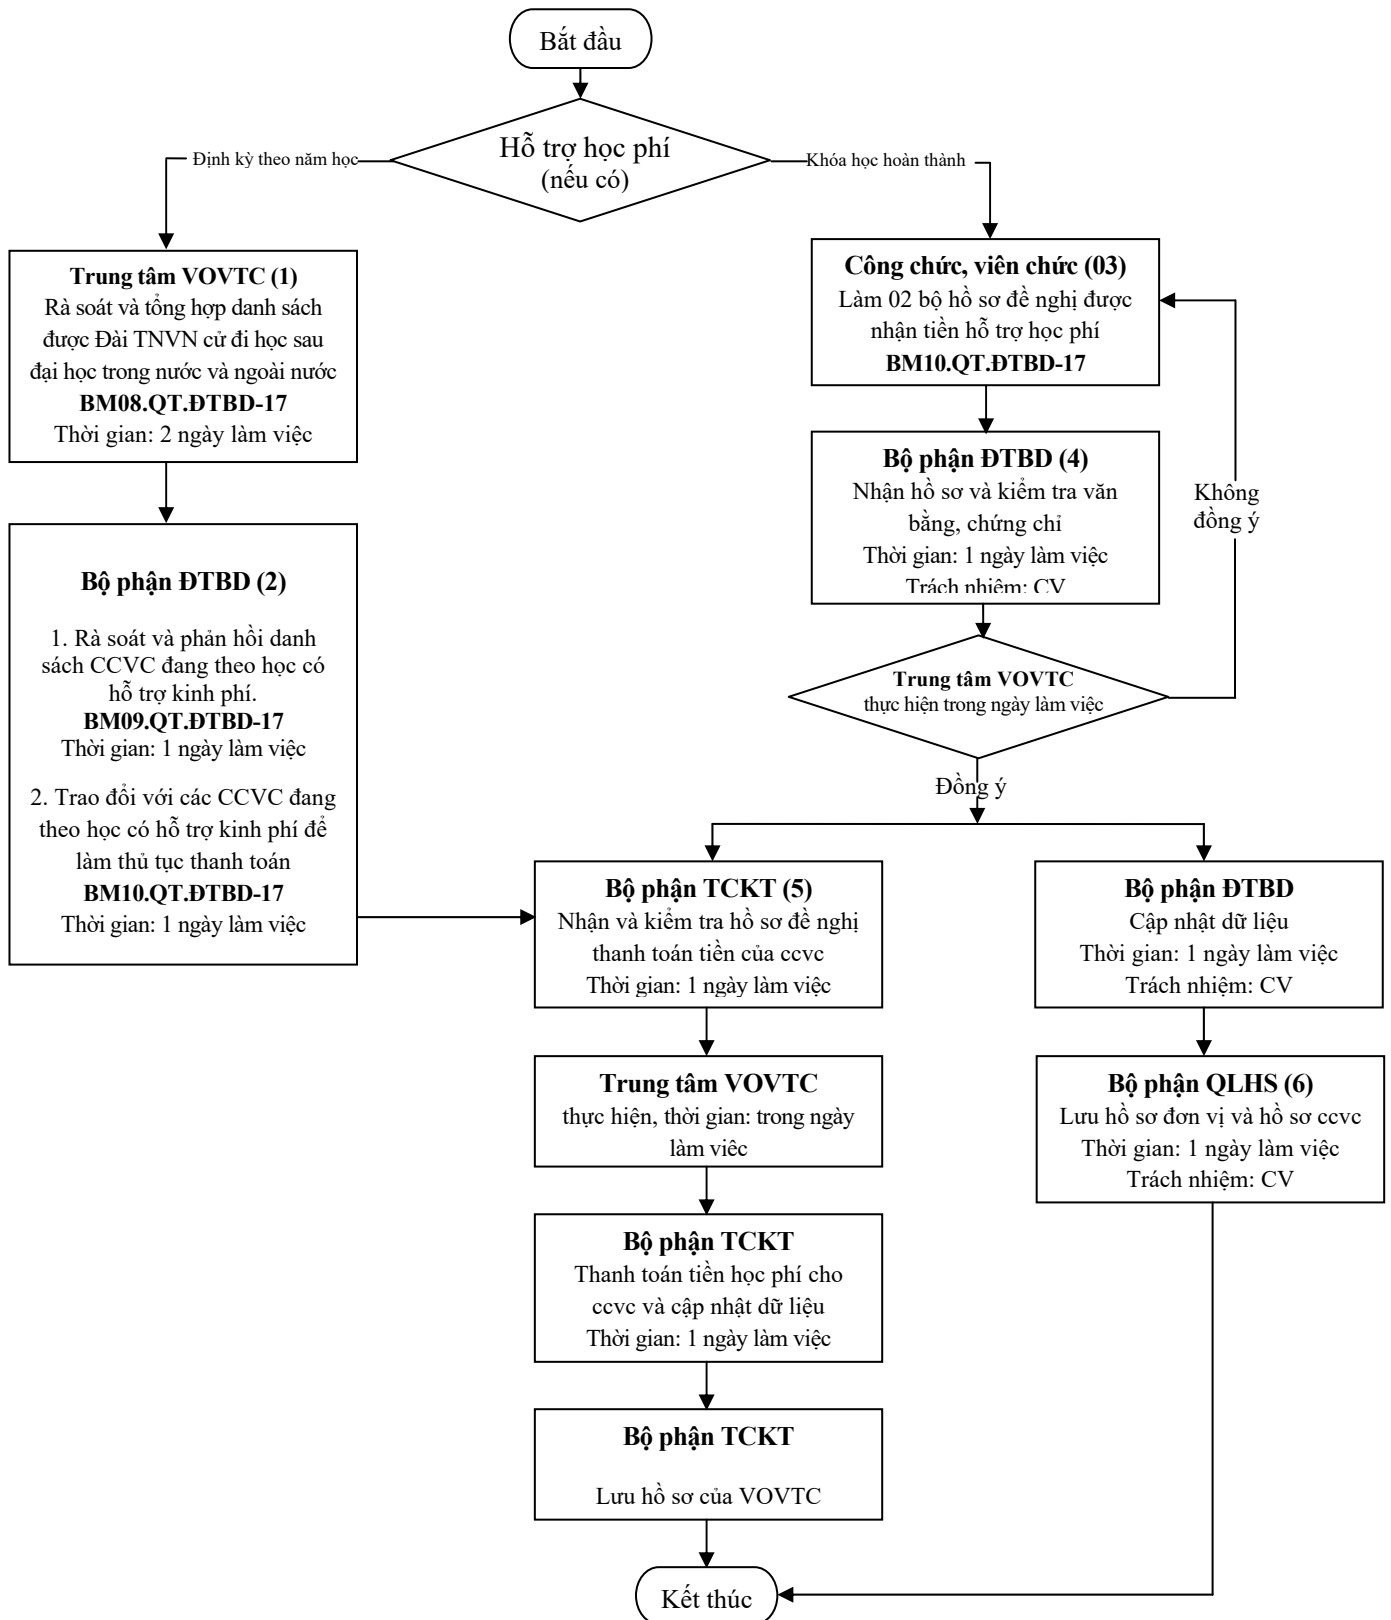 Bắt đầu
Hỗ trợ học phí
(nếu có)
Định kỳ theo năm học
Khóa học hoàn thành
Trung tâm VOVTC (1)
Rà soát và tổng hợp danh sách
được Đài TNVN cử đi học sau
đại học trong nước và ngoài nước
BM08.QT.ĐTBD-17
Thời gian: 2 ngày làm việc
Công chức, viên chức (03)
Làm 02 bộ hồ sơ đề nghị được
nhận tiền hỗ trợ học phí
BM10.QT.ĐTBD-17
Bộ phận ĐTBD (4)
Nhận hồ sơ và kiểm tra văn
bằng, chứng chỉ
Thời gian: 1 ngày làm việc
Trách nhiệm: CV
Không
đồng ý
Bộ phận ĐTBD (2)
1. Rà soát và phản hồi danh
sách CCVC đang theo học có
hỗ trợ kinh phí.
BM09.QT.ĐTBD-17
Thời gian: 1 ngày làm việc
2. Trao đổi với các CCVC đang
theo học có hỗ trợ kinh phí để
làm thủ tục thanh toán
BM10.QT.ĐTBD-17
Thời gian: 1 ngày làm việc
Trung tâm VOVTC
thực hiện trong ngày làm việc
Đồng ý
Bộ phận TCKT (5)
Nhận và kiểm tra hồ sơ đề nghị
thanh toán tiền của ccvc
Thời gian: 1 ngày làm việc
Bộ phận ĐTBD
Cập nhật dữ liệu
Thời gian: 1 ngày làm việc
Trách nhiệm: CV
Trung tâm VOVTC
thực hiện, thời gian: trong ngày
làm viêc
Bộ phận QLHS (6)
Lưu hồ sơ đơn vị và hồ sơ ccvc
Thời gian: 1 ngày làm việc
Trách nhiệm: CV
Bộ phận TCKT
Thanh toán tiền học phí cho
ccvc và cập nhật dữ liệu
Thời gian: 1 ngày làm việc
Bộ phận TCKT
Lưu hồ sơ của VOVTC
Kết thúc